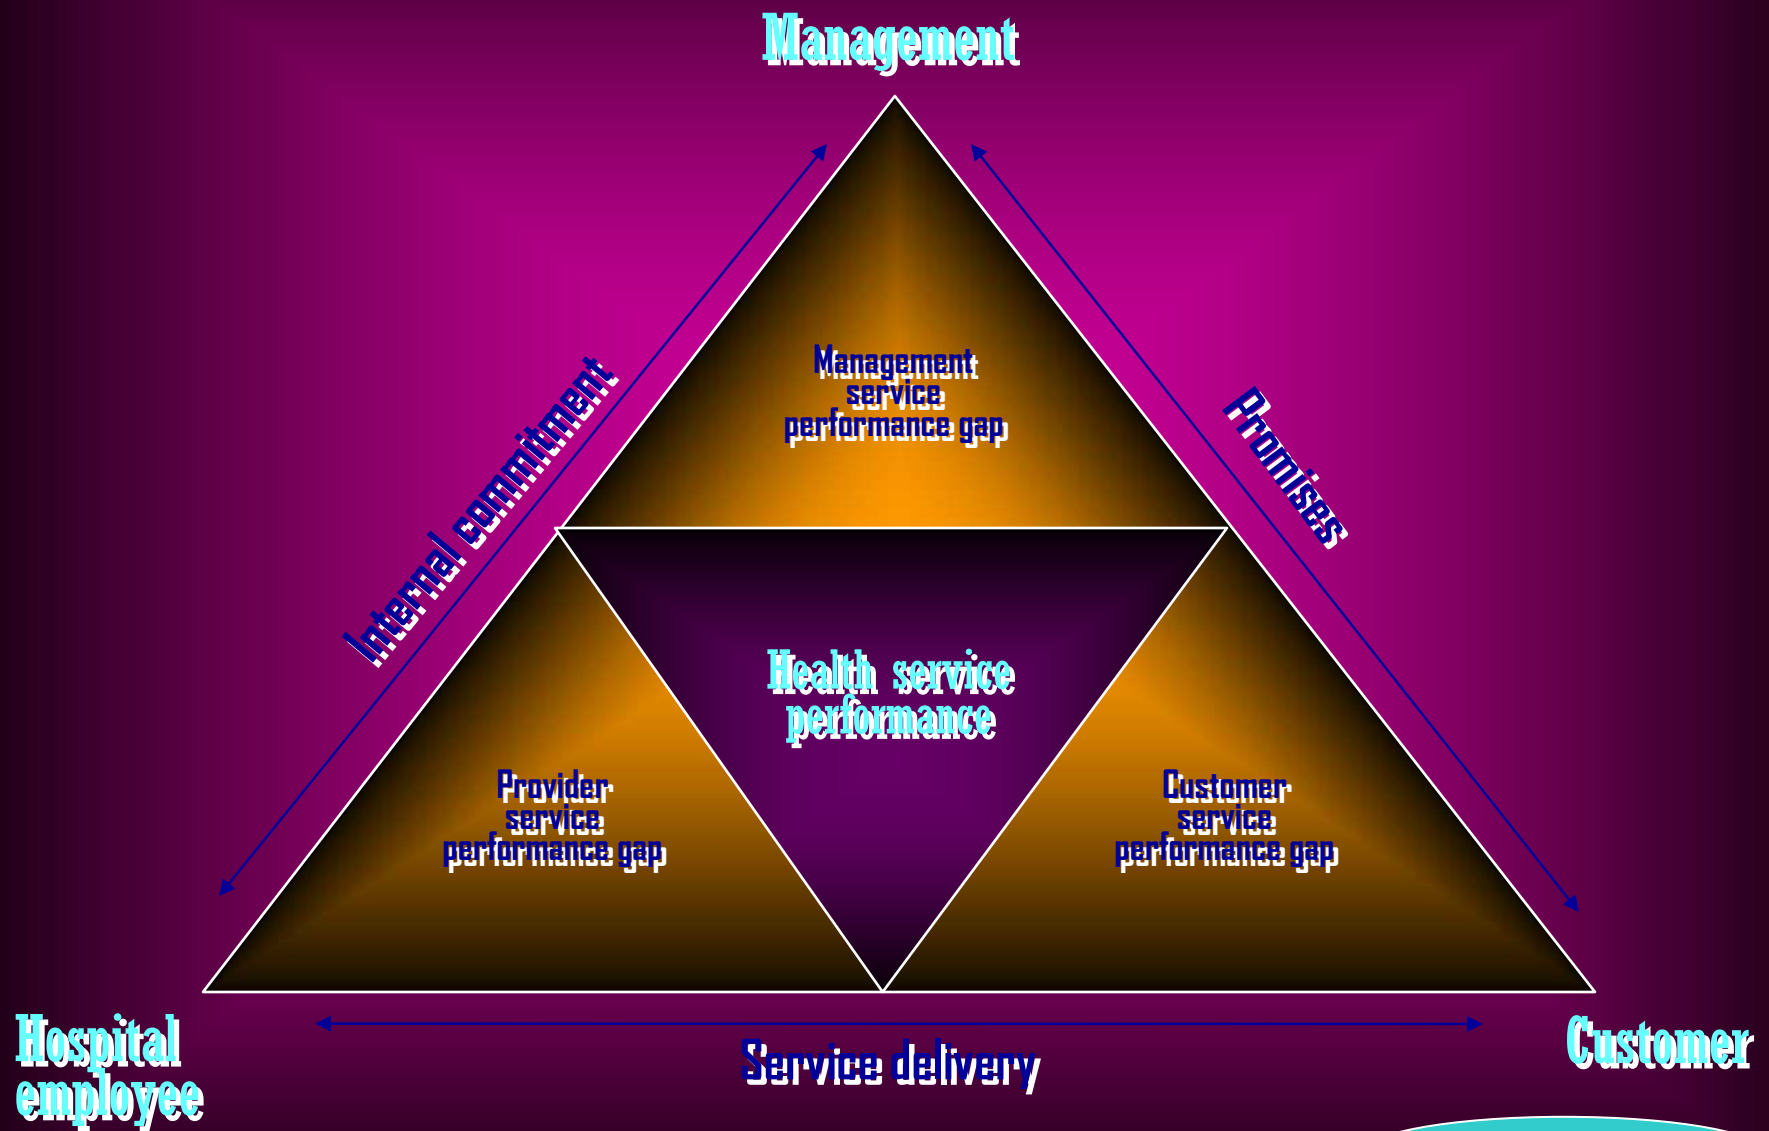 Management
Management
service
performance gap
Internal commitment
Promises
Health service
performance
Provider
service
performance gap
Customer
service
performance gap
Hospital
employee
Service delivery
Customer